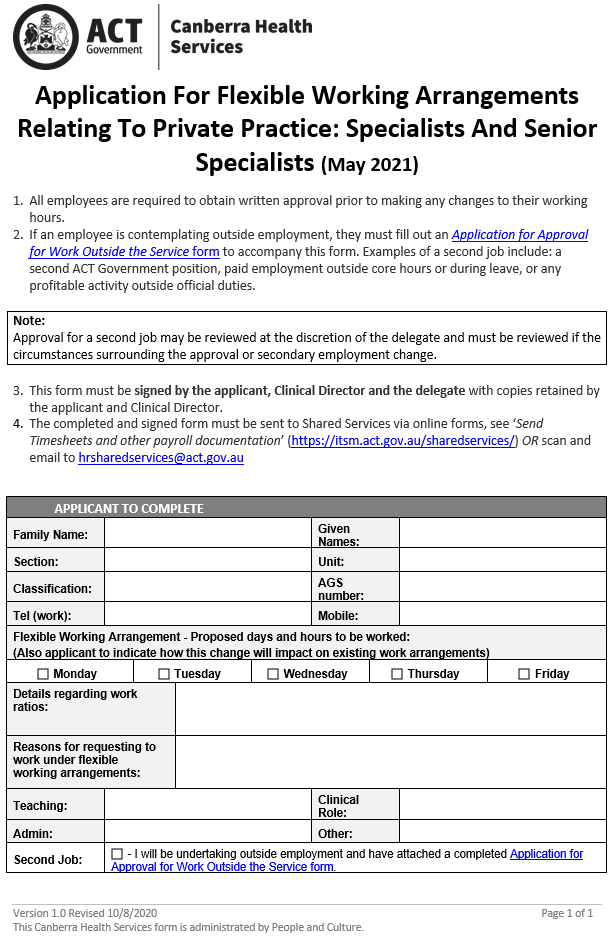 ACT
Government
Canberra Health
Services
Application For Flexible Working Arrangements
Relating To Private Practice: Specialists And Senior
Specialists (May 2021)
1. All employees are required to obtain written approval prior to making any changes to their working
hours.
2. If an employee is contemplating outside employment, they must fill out an Application for Approval
for Work Outside the Service form to accompany this form. Examples of a second job include: a
second ACT Government position, paid employment outside core hours or during leave, or any
profitable activity outside official duties.
Note:
Approval for a second job may be reviewed at the discretion of the delegate and must be reviewed if the
circumstances surrounding the approval or secondary employment change.
3. This form must be signed by the applicant, Clinical Director and the delegate with copies retained by
the applicant and Clinical Director.
4. The completed and signed form must be sent to Shared Services via online forms, see ‘Send
Timesheets and other payroll documentation’ (https://itsm.act.gov.au/sharedservices/) OR scan and
email to hrsharedservices@act.gov.au
APPLICANT TO COMPLETE
Family Name: Given
Names:
Section: Unit:
Classification: AGS
number:
Tel (work): Mobile:
Flexible Working Arrangement - Proposed days and hours to be worked:
(Also applicant to indicate how this change will impact on existing work arrangements)
☐ Monday ☐ Tuesday ☐ Wednesday ☐ Thursday ☐ Friday
Details regarding work
ratios:
Reasons for requesting to
work under flexible
working arrangements:
Teaching: Clinical
Role:
Admin: Other:
Second Job: ☐ - I will be undertaking outside employment and have attached a completed Application for
Approval for Work Outside the Service form.
Version 1.0 Revised 10/8/2020 Page 1 of 1
This Canberra Health Services form is administrated by People and Culture.